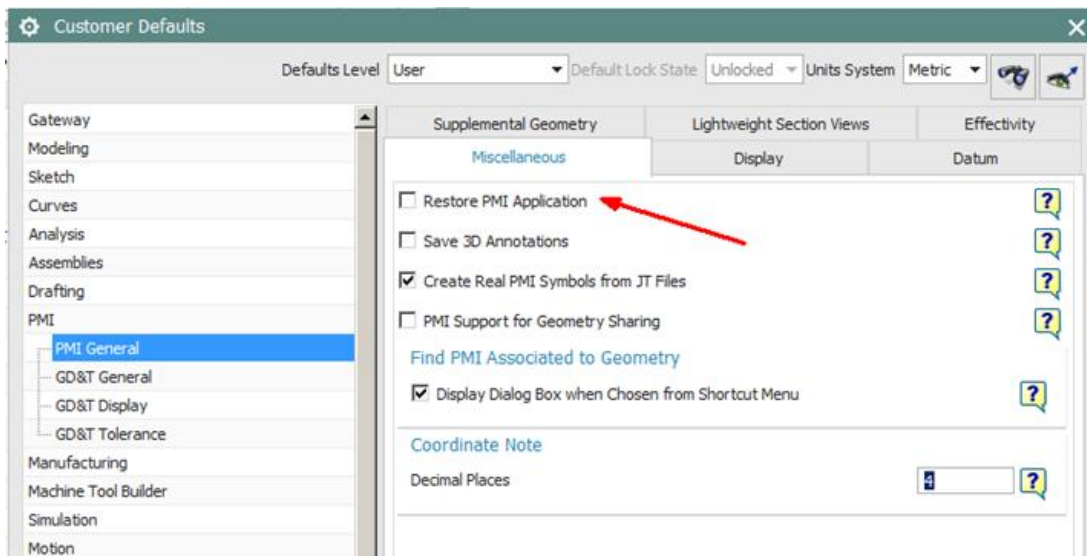 Customer Defaults
Defaults Level User Default Lock State Unlocked Units System Metric
Gateway
Modeling
Sketch
Curves
Analysis
Assemblies
Drafting
PMI
PMI General
GD&T General
GD&T Display
GD&T Tolerance
Manufacturing
Machine Tool Builder
Simulation
Motion
Supplemental Geometry Lightweight Section Views Effectivity
Miscellaneous Display Datum
Restore PMI Application ?
Save 3D Annotations ?
Create Real PMI Symbols from JT Files ?
PMI Support for Geometry Sharing ?
Find PMI Associated to Geometry
Display Dialog Box when Chosen from Shortcut Menu ?
Coordinate Note
Decimal Places 4 ?